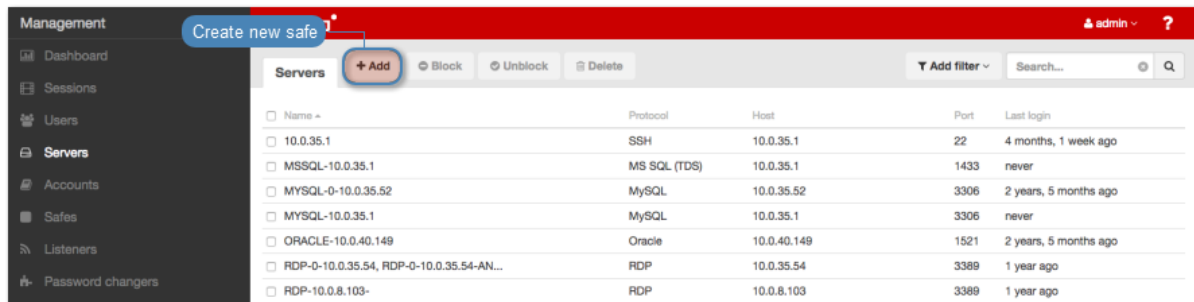 Management
admin
?
Create new safe
Dashboard
Sessions
Users
Servers
Accounts
Safes
Listeners
Password changers
Servers
+ Add
Block
Unblock
Delete
Add filter
Search...
Name Protocol Host Port Last login
10.0.35.1 SSH 10.0.35.1 22 4 months, 1 week ago
MSSQL-10.0.35.1 MS SQL (TDS) 10.0.35.1 1433 never
MYSQL-0-10.0.35.52 MySQL 10.0.35.52 3306 2 years, 5 months ago
MYSQL-10.0.35.1 MySQL 10.0.35.1 3306 never
ORACLE-10.0.40.149 Oracle 10.0.40.149 1521 2 years, 5 months ago
RDP-0-10.0.35.54, RDP-0-10.0.35.54-AN... RDP 10.0.35.54 3389 1 year ago
RDP-10.0.8.103- RDP 10.0.8.103 3389 1 year ago